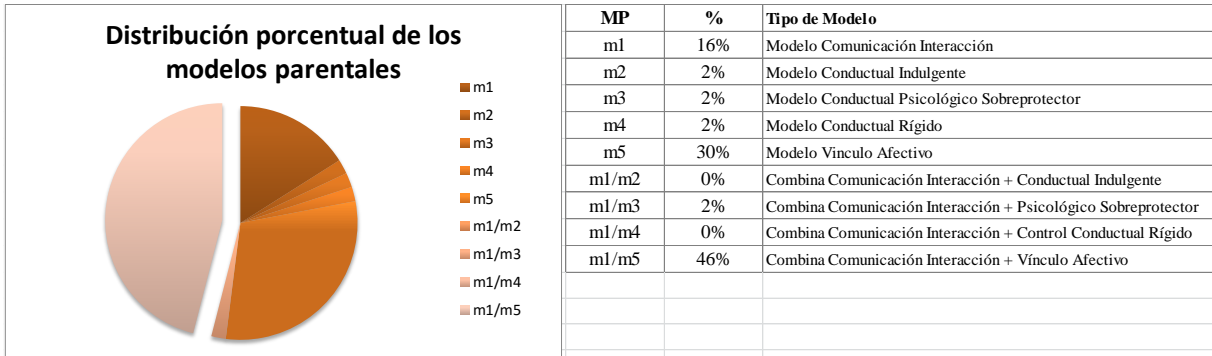 Distribución porcentual de los
modelos parentales
m1
m2
m3
m4
m5
m1/m2
m1/m3
m1/m4
m1/m5
MP % Tipo de Modelo
m1 16% Modelo Comunicación Interacción
m2 2% Modelo Conductual Indulgente
m3 2% Modelo Conductual Psicológico Sobreprotector
m4 2% Modelo Conductual Rígido
m5 30% Modelo Vinculo Afectivo
m1/m2 0% Combina Comunicación Interacción + Conductual Indulgente
m1/m3 2% Combina Comunicación Interacción + Psicológico Sobreprotector
m1/m4 0% Combina Comunicación Interacción + Control Conductual Rígido
m1/m5 46% Combina Comunicación Interacción + Vínculo Afectivo